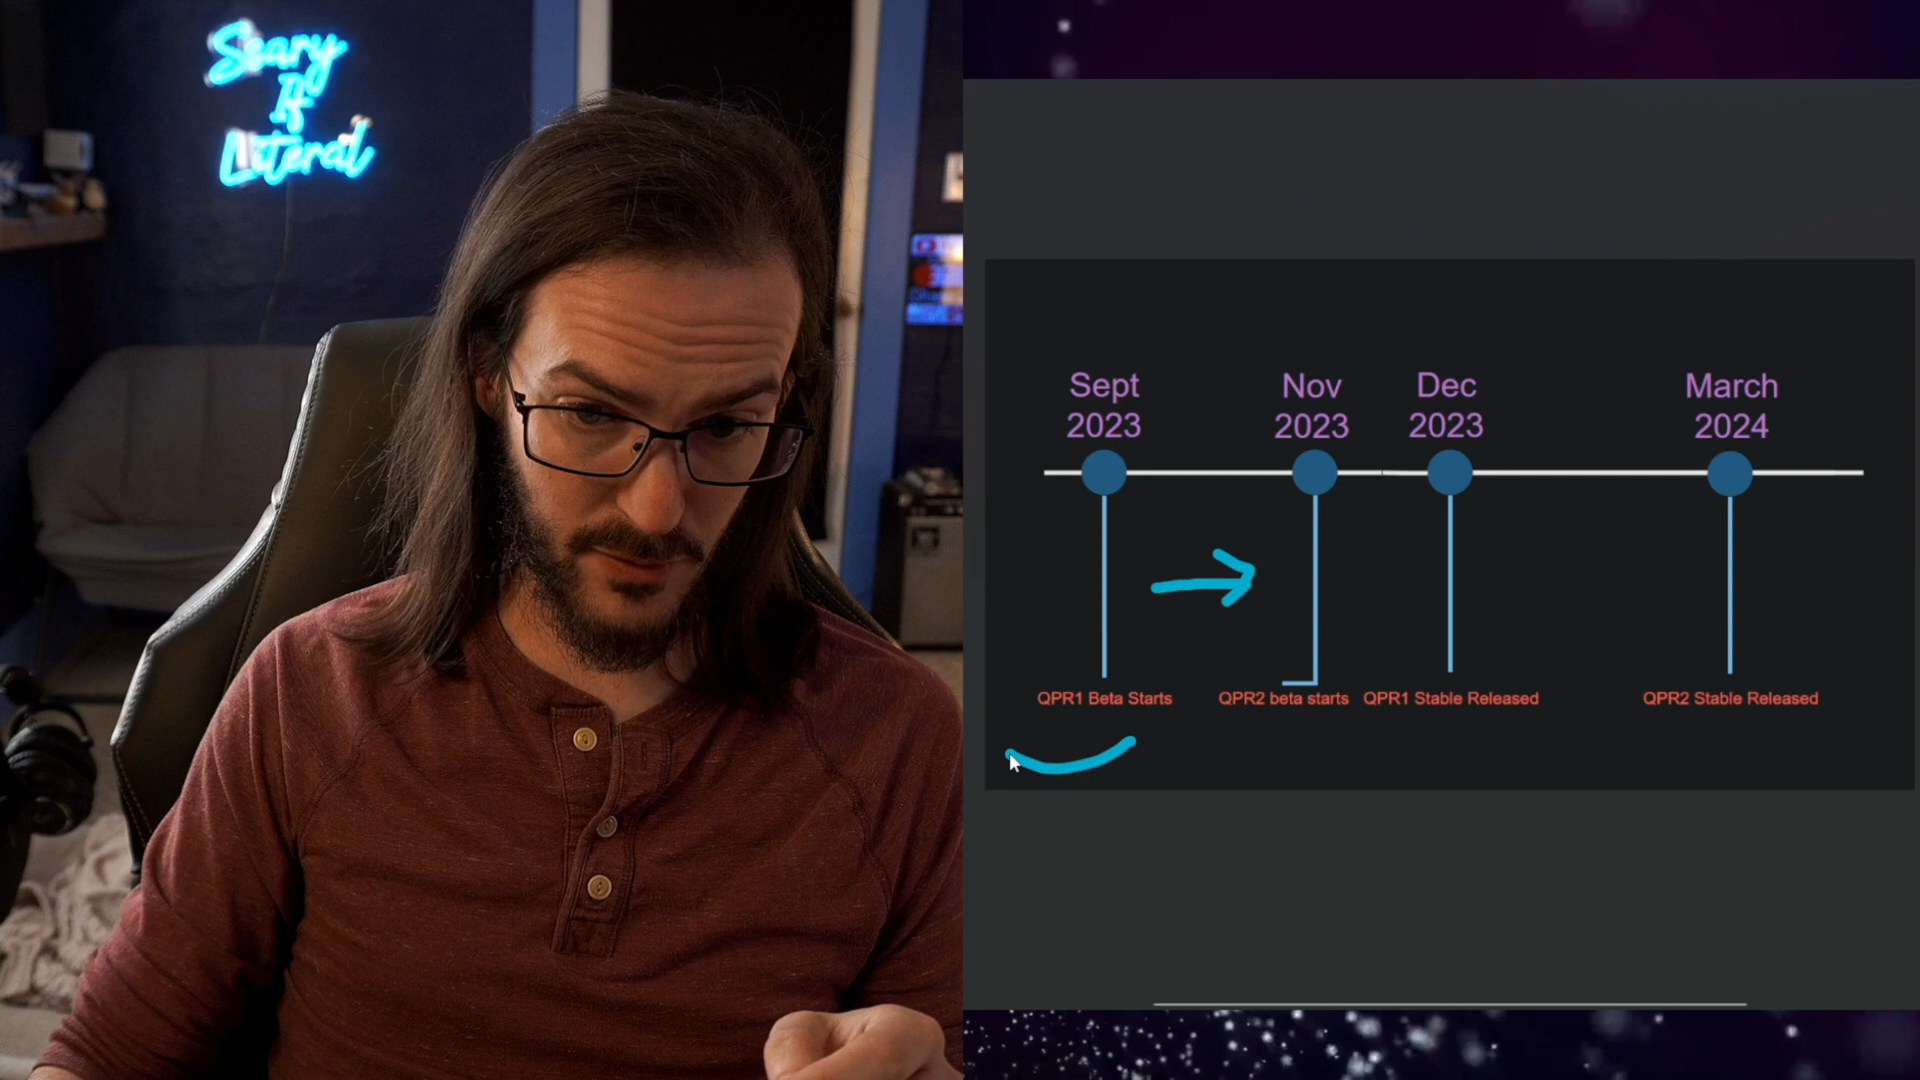 Scary
If
Literal
Sept
2023
Nov
2023
Dec
2023
March
2024
QPR1 Beta Starts
QPR2 beta starts
QPR1 Stable Released
QPR2 Stable Released